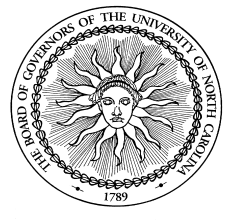 THE BOARD OF GOVERNORS OF THE UNIVERSITY OF NORTH CAROLINA
1789